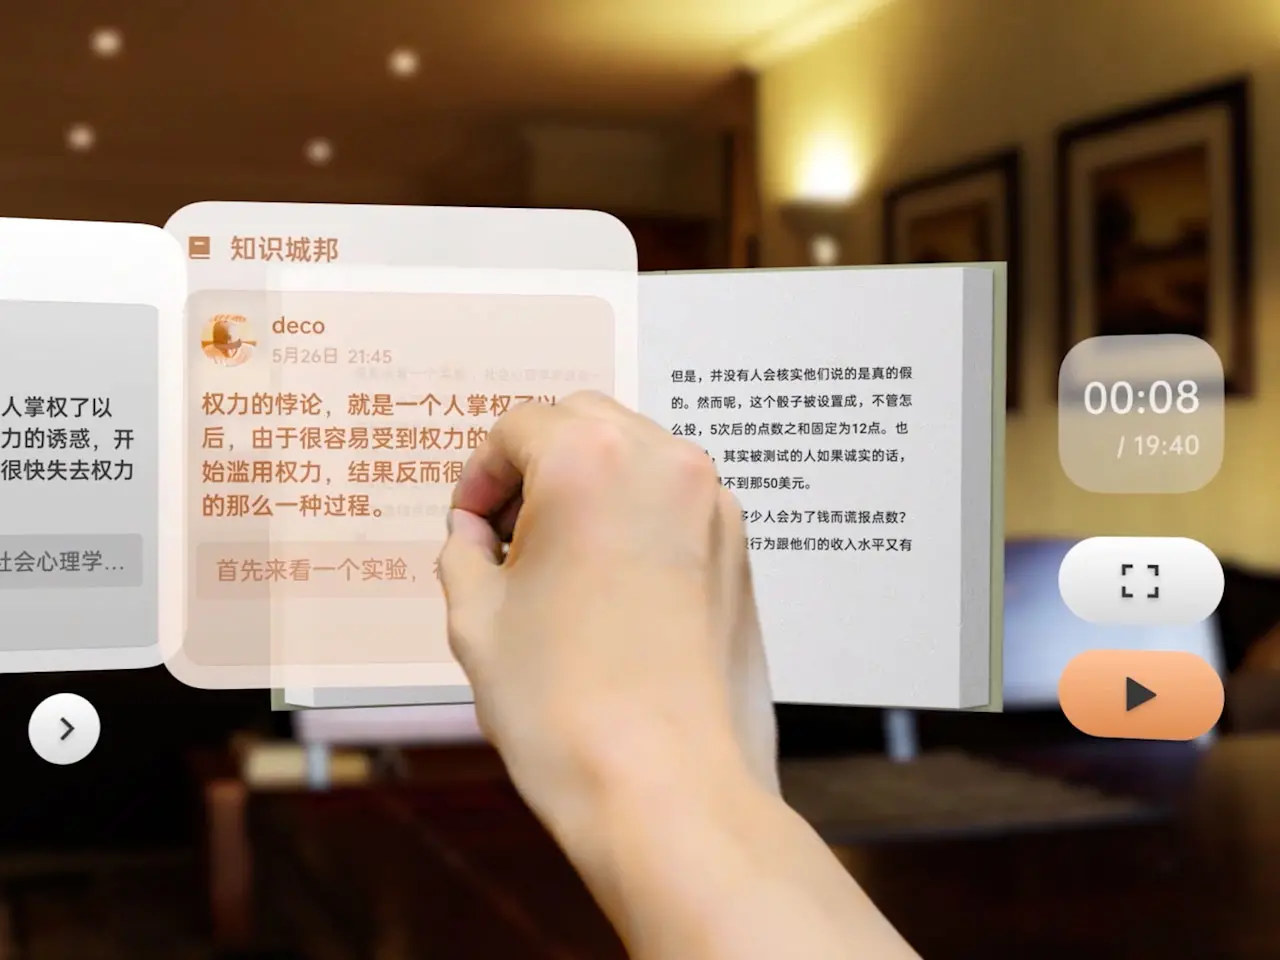 人掌权了以
力的诱惑，开
很快失去权力
社会心理学...
知识城邦
deco
5月26日 21:45
权力的悖论，就是一个人掌权了以
后，由于很容易受到权力的
始滥用权力，结果反而很
的那么一种过程。
首先来看一个实验，
但是，并没有人会核实他们说的是真的假
的。然而呢，这个骰子被设置成，不管怎
么投，5次后的点数之和固定为12点。也
，其实被测试的人如果诚实的话，
不到那50美元。
多少人会为了钱而谎报点数？
行为跟他们的收入水平又有
00:08
/ 19:40